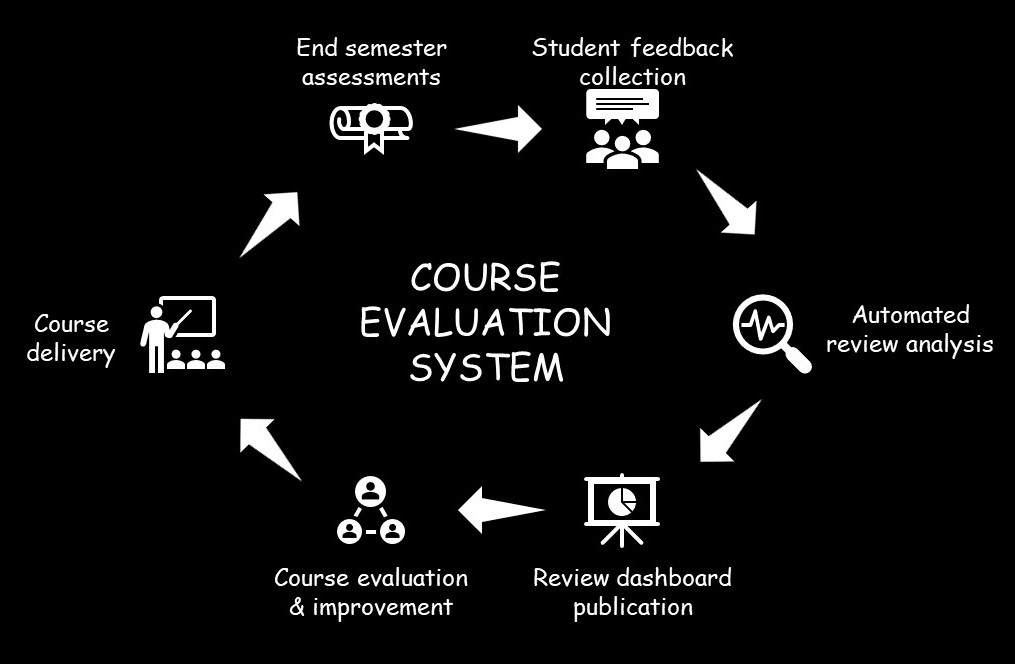 End semester
assessments
Student feedback
collection
COURSE
EVALUATION
SYSTEM
Course
delivery
Automated
review analysis
Course evaluation
& improvement
Review dashboard
publication